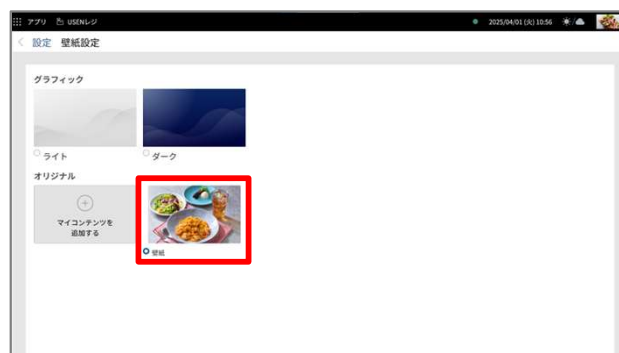 アプリ USENレジ 2025/04/01 (火) 10:56
設定 壁紙設定
グラフィック
ライト ダーク
オリジナル
マイコンテンツを
追加する
壁紙